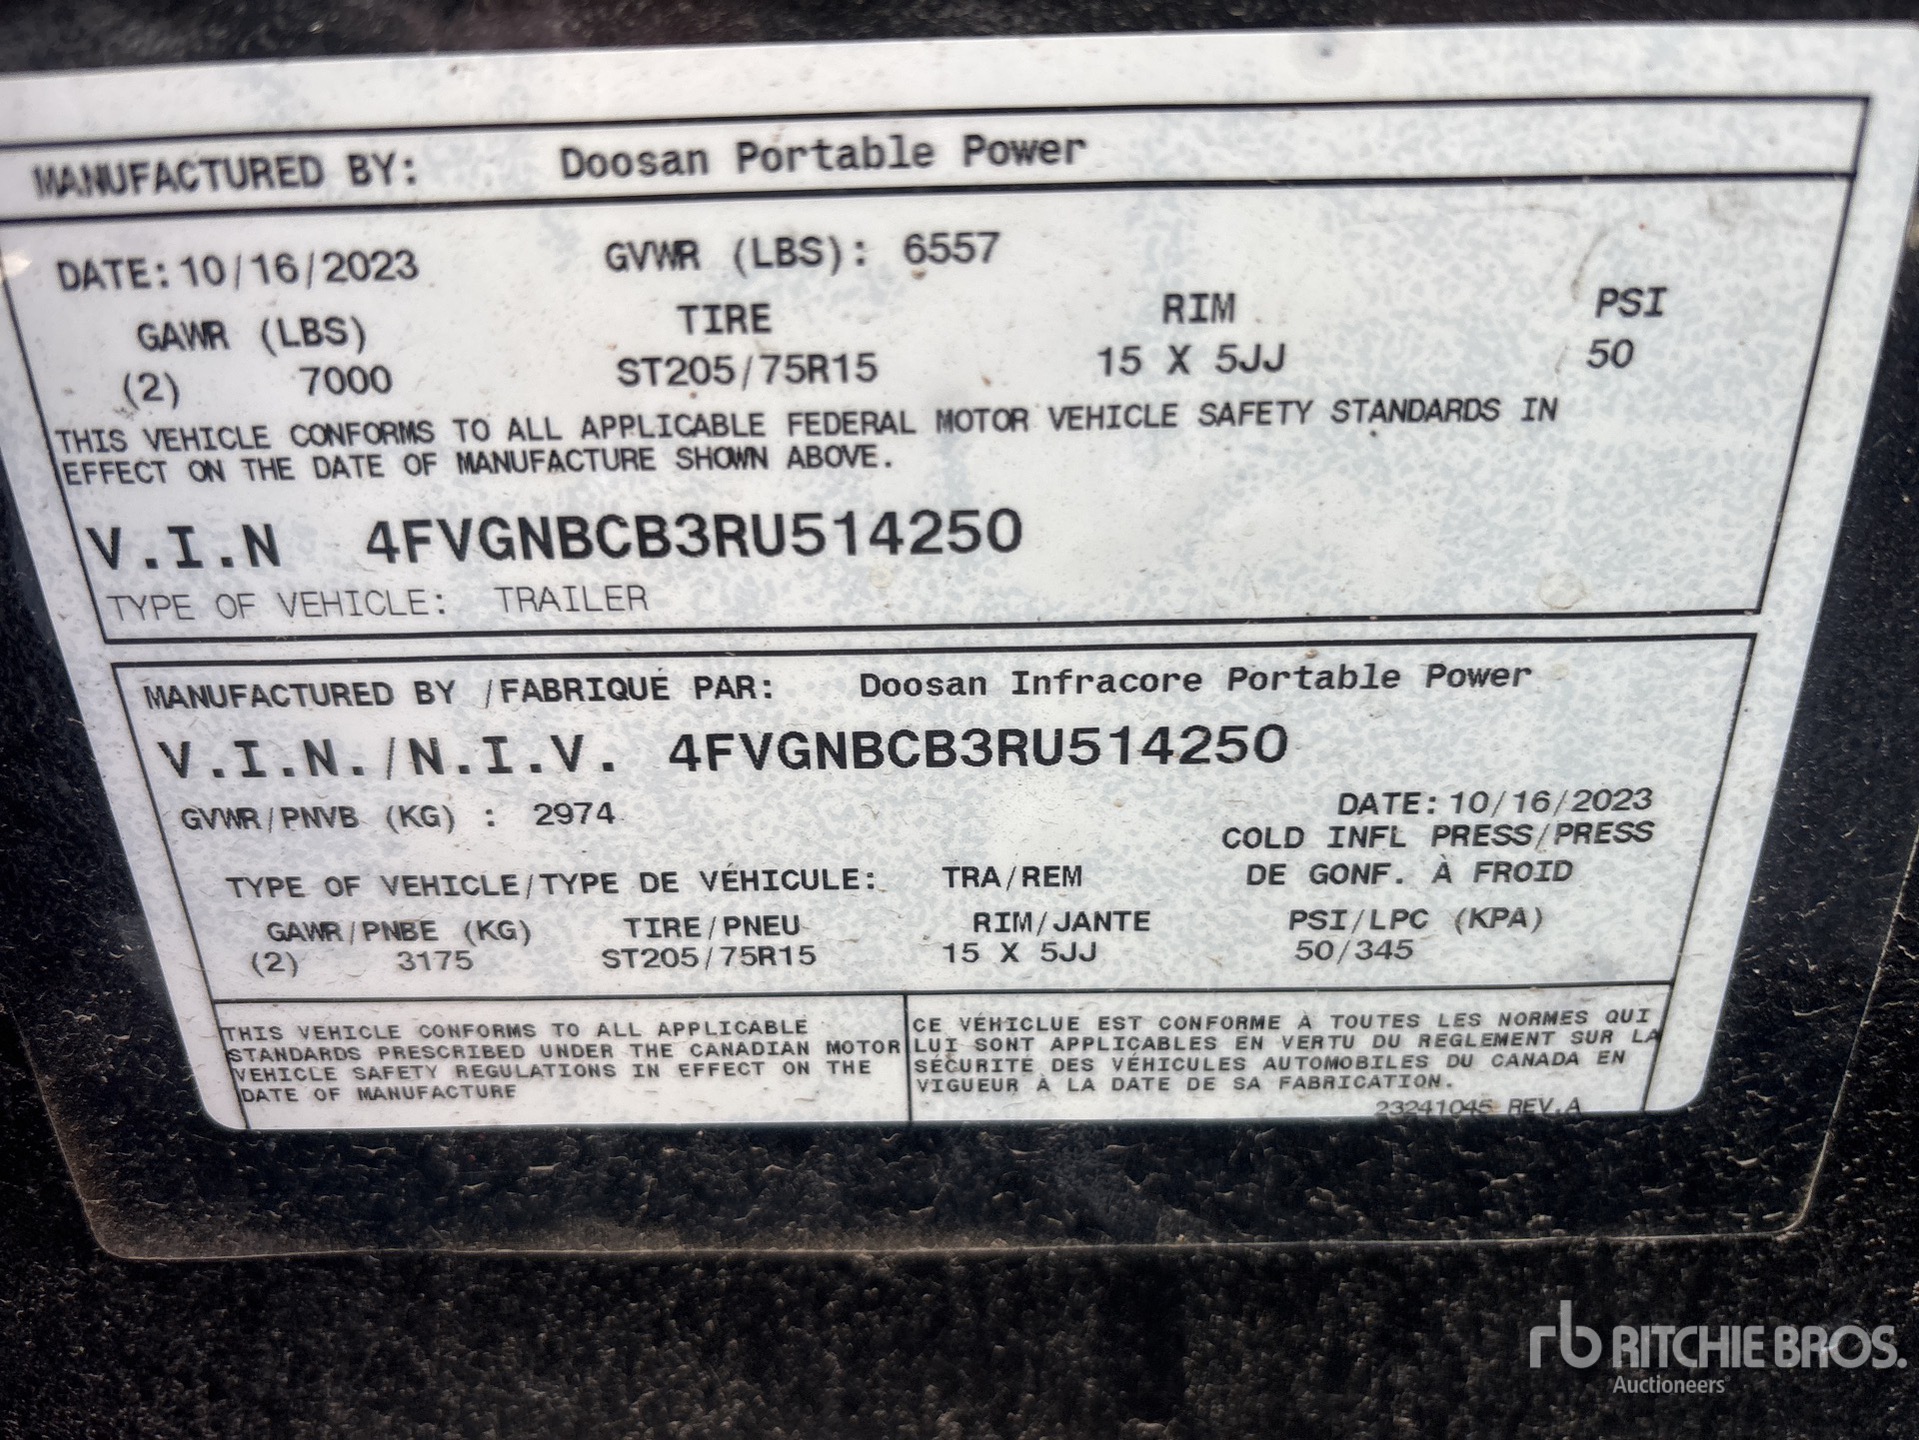 MANUFACTURED BY: Doosan Portable Power
DATE: 10/16/2023 GVWR (LBS): 6557
GAWR (LBS) TIRE RIM PSI
(2) 7000 ST205/75R15 15 X 5JJ 50
THIS VEHICLE CONFORMS TO ALL APPLICABLE FEDERAL MOTOR VEHICLE SAFETY STANDARDS IN
EFFECT ON THE DATE OF MANUFACTURE SHOWN ABOVE.
V.I.N 4FVGNBCB3RU514250
TYPE OF VEHICLE: TRAILER
MANUFACTURED BY /FABRIQUÉ PAR: Doosan Infracore Portable Power
V.I.N./N.I.V. 4FVGNBCB3RU514250
GVWR/PNVB (KG) : 2974 DATE: 10/16/2023
COLD INFL PRESS/PRESS
TYPE OF VEHICLE/TYPE DE VÉHICULE: TRA/REM DE GONF. À FROID
GAWR/PNBE (KG) TIRE/PNEU RIM/JANTE PSI/LPC (KPA)
(2) 3175 ST205/75R15 15 X 5JJ 50/345
THIS VEHICLE CONFORMS TO ALL APPLICABLE
STANDARDS PRESCRIBED UNDER THE CANADIAN MOTOR
VEHICLE SAFETY REGULATIONS IN EFFECT ON THE
DATE OF MANUFACTURE
CE VÉHICLUE EST CONFORME À TOUTES LES NORMES QUI
LUI SONT APPLICABLES EN VERTU DU RÈGLEMENT SUR LA
SÉCURITÉ DES VÉHICULES AUTOMOBILES DU CANADA EN
VIGUEUR À LA DATE DE SA FABRICATION.
23241045 REV.A
rb RITCHIE BROS.
Auctioneers